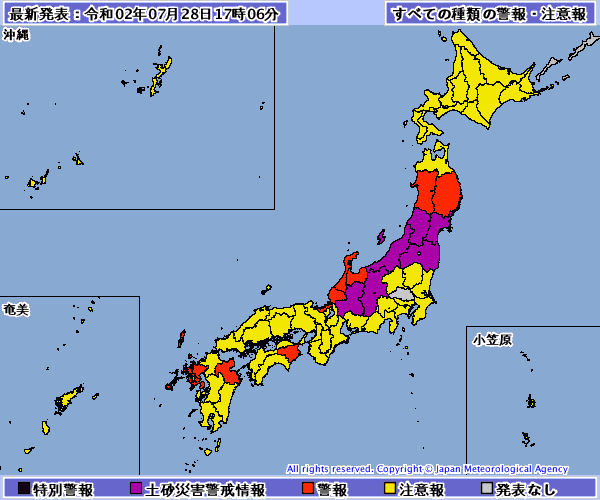 最新発表：令和02年07月28日17時06分
すべての種類の警報・注意報
沖縄
奄美
小笠原
All rights reserved. Copyright © Japan Meteorological Agency
特別警報 土砂災害警戒情報 警報 注意報 発表なし